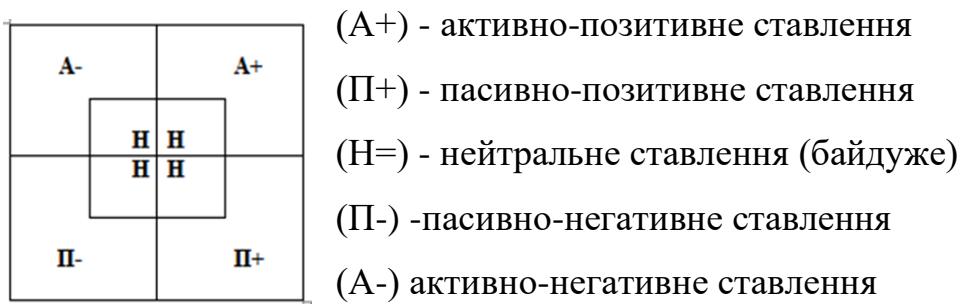 А- А+
Н Н
Н Н
П- П+
(А+) - активно-позитивне ставлення
(П+) - пасивно-позитивне ставлення
(Н=) - нейтральне ставлення (байдуже)
(П-) -пасивно-негативне ставлення
(А-) активно-негативне ставлення